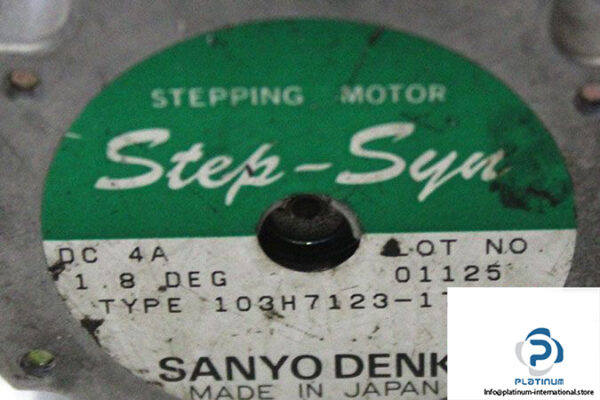 STEPPING MOTOR
Step-Syn
DC 4A
LOT NO.
1.8 DEG
01125
TYPE 103H7123-17
SANYO DENK
MADE IN JAPAN
PLATINUM
Info@platinum-international.store